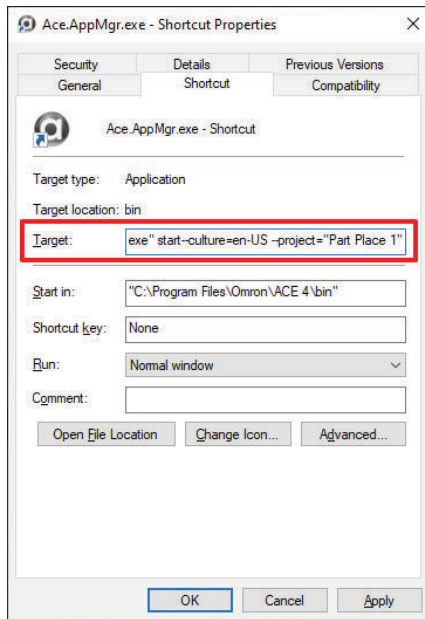 Ace.AppMgr.exe - Shortcut Properties
Security Details Previous Versions
General Shortcut Compatibility
Ace.AppMgr.exe - Shortcut
Target type: Application
Target location: bin
Target: exe" start--culture=en-US --project="Part Place 1"
Start in: "C:\Program Files\Omron\ACE 4\bin"
Shortcut key: None
Run: Normal window
Comment:
Open File Location Change Icon... Advanced...
OK Cancel Apply